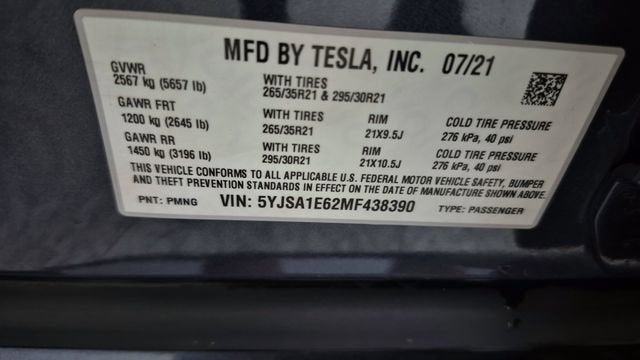 MFD BY TESLA, INC. 07/21
GVWR
2567 kg (5657 lb)
WITH TIRES
265/35R21 & 295/30R21
GAWR FRT
1200 kg (2645 lb)
WITH TIRES
265/35R21
RIM
21X9.5J
COLD TIRE PRESSURE
276 kPa, 40 psi
GAWR RR
1450 kg (3196 lb)
WITH TIRES
295/30R21
RIM
21X10.5J
COLD TIRE PRESSURE
276 kPa, 40 psi
THIS VEHICLE CONFORMS TO ALL APPLICABLE U.S. FEDERAL MOTOR VEHICLE SAFETY, BUMPER
AND THEFT PREVENTION STANDARDS IN EFFECT ON THE DATE OF MANUFACTURE SHOWN ABOVE.
PNT: PMNG VIN: 5YJSA1E62MF438390 TYPE: PASSENGER